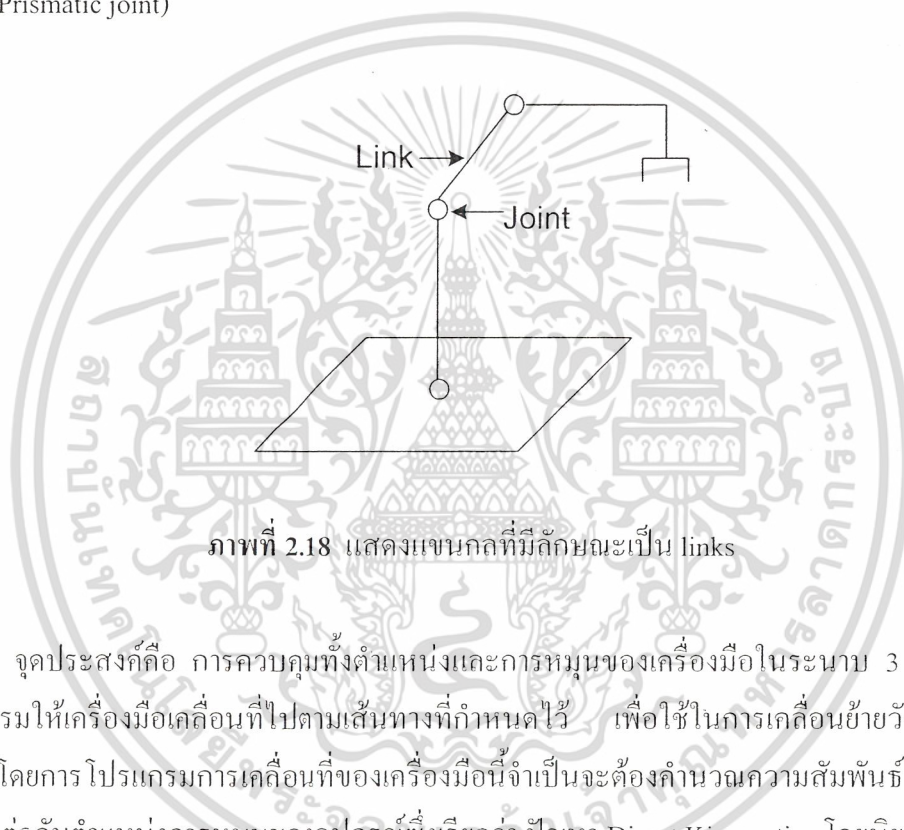 Prismatic joint)
Link
Joint
ภาพที่ 2.18 แสดงแขนกลที่มีลักษณะเป็น links
จุดประสงค์คือ การควบคุมทั้งตำแหน่งและการหมุนของเครื่องมือในระนาบ 3
รมให้เครื่องมือเคลื่อนที่ไปตามเส้นทางที่กำหนดไว้ เพื่อใช้ในการเคลื่อนย้ายวั
โดยการโปรแกรมการเคลื่อนที่ของเครื่องมือนี้จำเป็นจะต้องคำนวณความสัมพันธ์